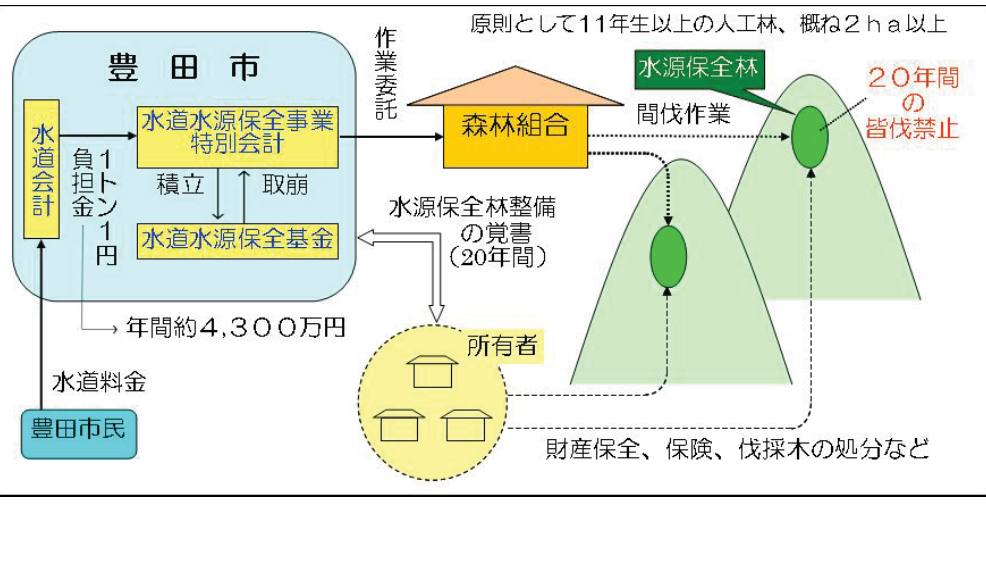 原則として11年生以上の人工林、概ね２ｈａ以上
豊 田 市
作業委託
水源保全林
２０年間
の
皆伐禁止
水道会計
水道水源保全事業
特別会計
森林組合
間伐作業
１トン１円
負担金
積立
取崩
水道水源保全基金
水源保全林整備
の覚書
（20年間）
年間約４,３００万円
所有者
水道料金
豊田市民
財産保全、保険、伐採木の処分など